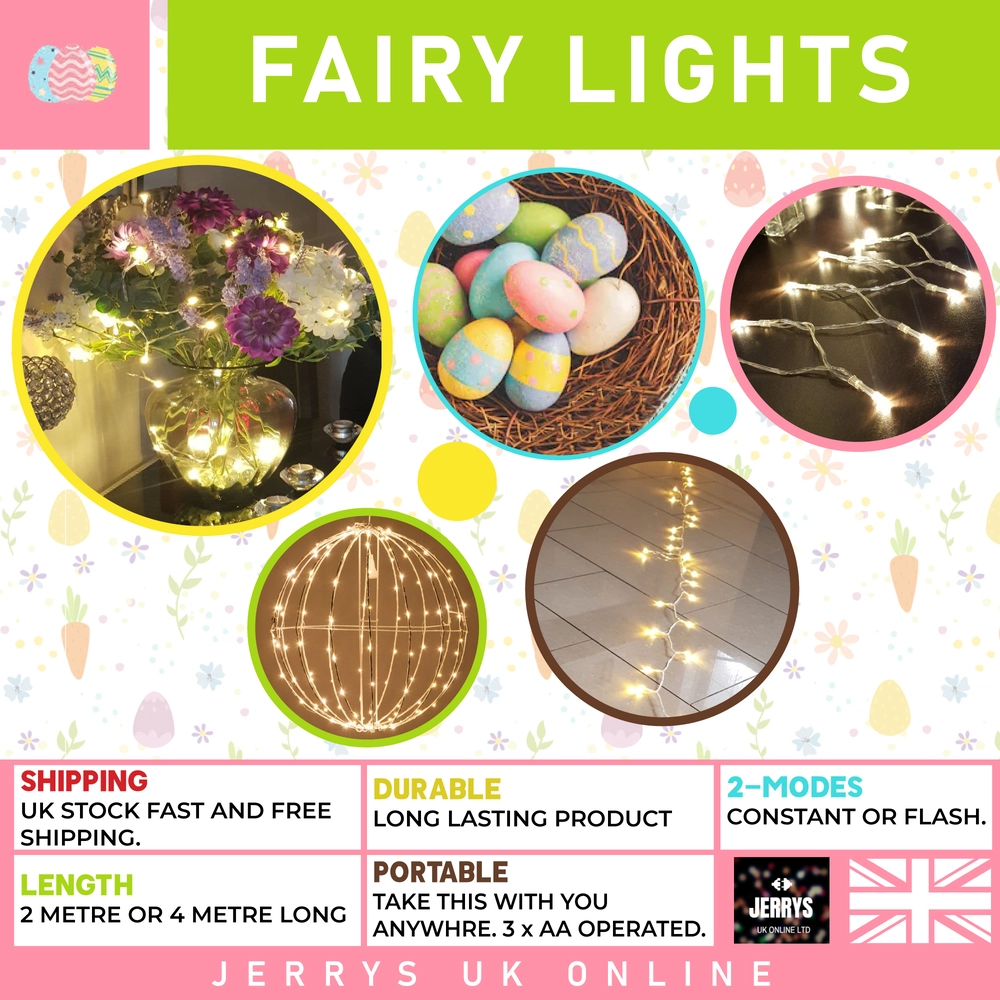 FAIRY LIGHTS
SHIPPING
UK STOCK FAST AND FREE
SHIPPING.
DURABLE
LONG LASTING PRODUCT
2-MODES
CONSTANT OR FLASH.
LENGTH
2 METRE OR 4 METRE LONG
PORTABLE
TAKE THIS WITH YOU
ANYWHRE. 3 x AA OPERATED.
JERRYS
UK ONLINE LTD
JERRYS UK ONLINE